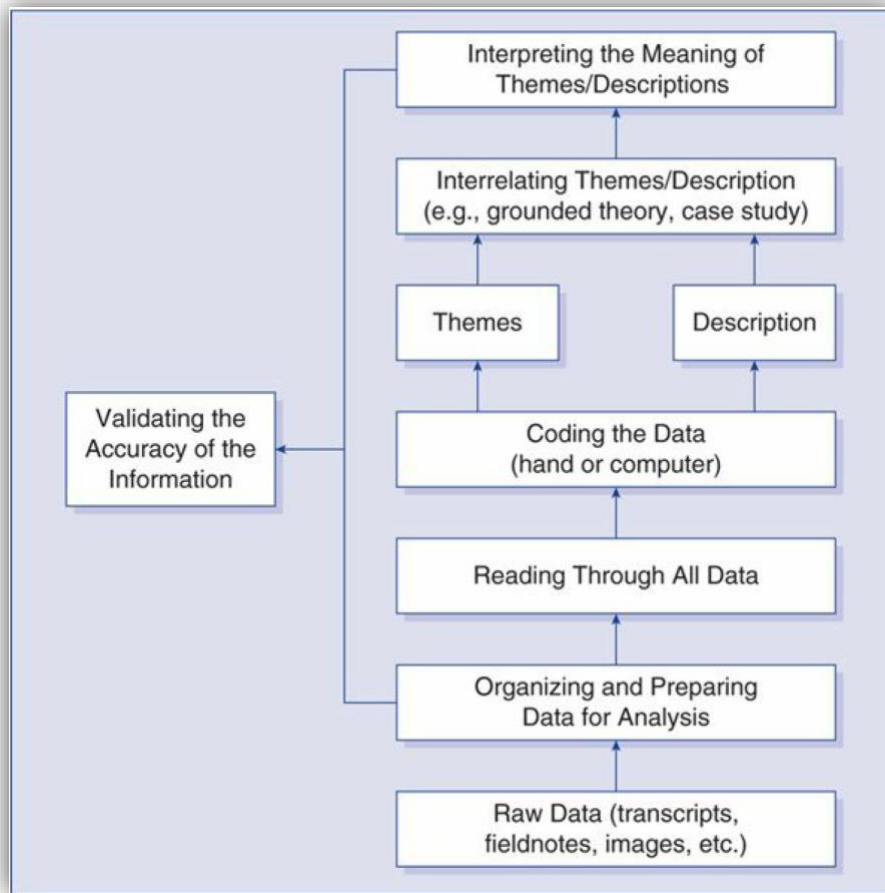 Interpreting the Meaning of
Themes/Descriptions
Interrelating Themes/Description
(e.g., grounded theory, case study)
Themes
Description
Validating the
Accuracy of the
Information
Coding the Data
(hand or computer)
Reading Through All Data
Organizing and Preparing
Data for Analysis
Raw Data (transcripts,
fieldnotes, images, etc.)